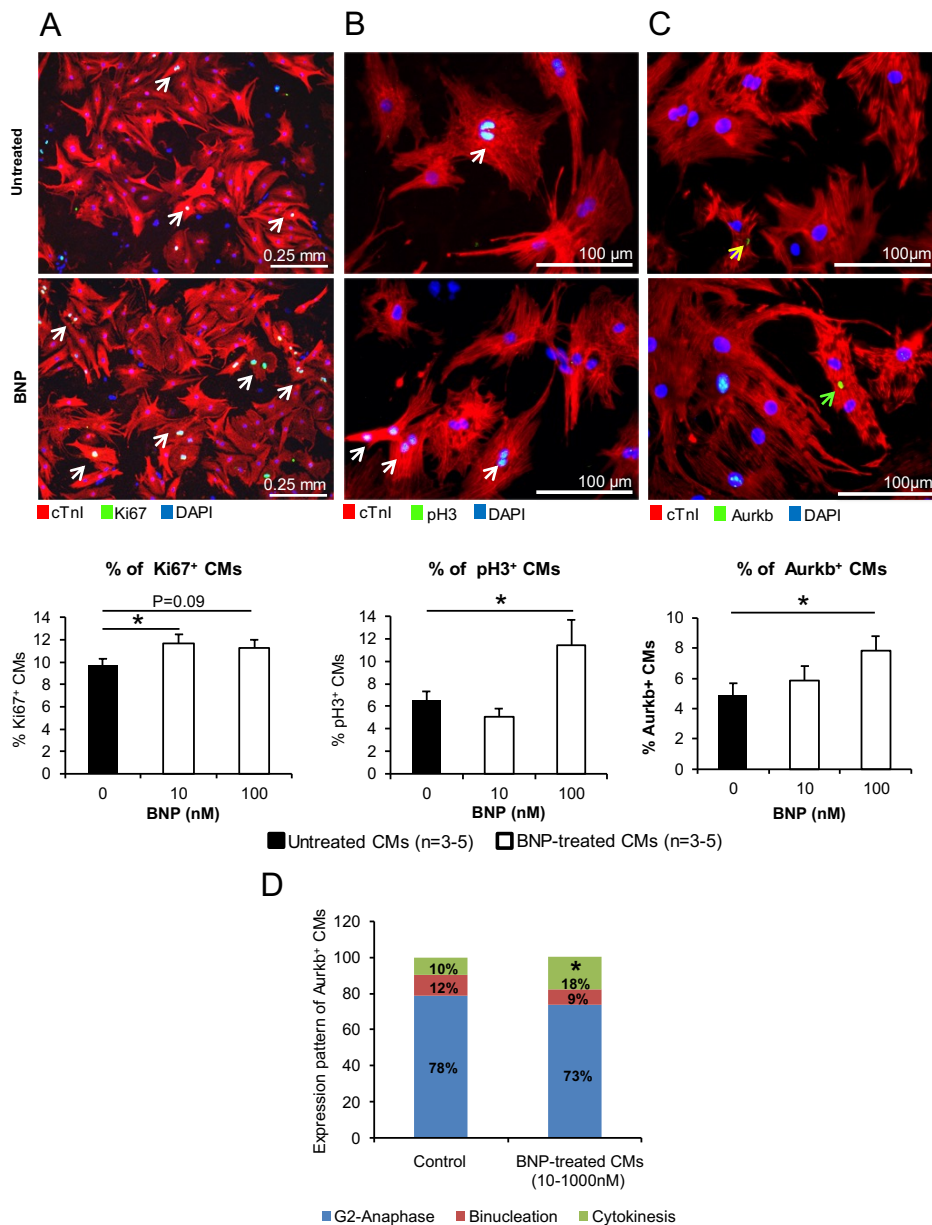 A
B
C
Untreated
0.25 mm
100 µm
100µm
BNP
0.25 mm
100 µm
100µm
cTnI Ki67 DAPI
cTnI pH3 DAPI
cTnI Aurkb DAPI
% of Ki67⁺ CMs
P=0.09
*
% Ki67⁺ CMs
14
12
10
8
6
4
2
0
0 10 100
BNP (nM)
% of pH3⁺ CMs
*
% pH3⁺ CMs
14
12
10
8
6
4
2
0
0 10 100
BNP (nM)
% of Aurkb⁺ CMs
*
% Aurkb+ CMs
10
8
6
4
2
0
0 10 100
BNP (nM)
Untreated CMs (n=3-5) BNP-treated CMs (n=3-5)
D
Expression pattern of Aurkb⁺ CMs
120
100
80
60
40
20
0
10%
12%
78%
*
18%
9%
73%
Control
BNP-treated CMs
(10-1000nM)
G2-Anaphase Binucleation Cytokinesis